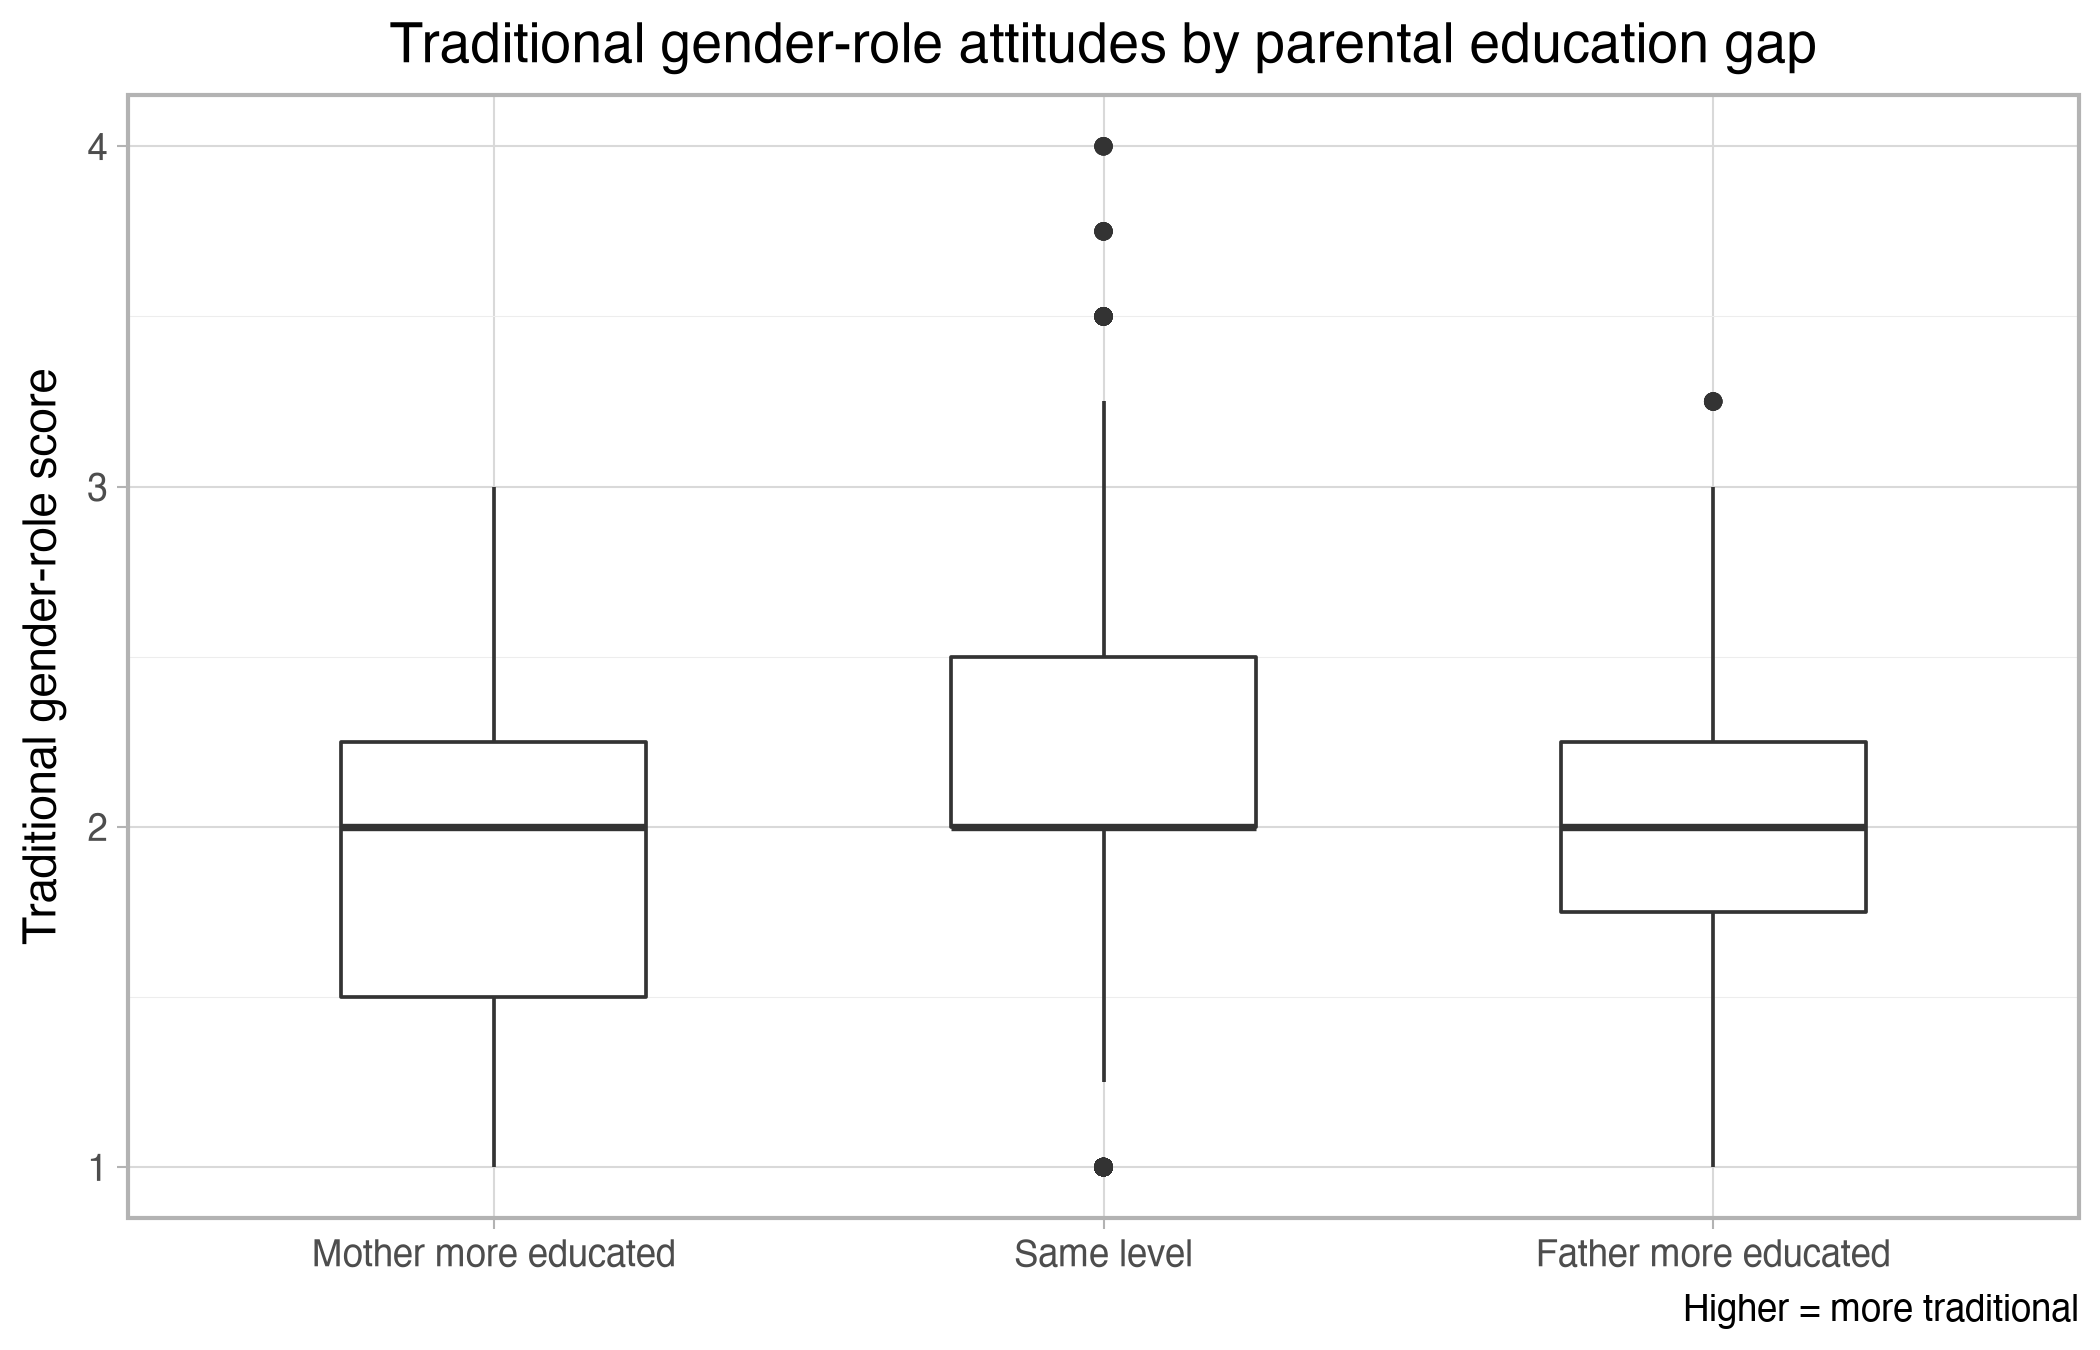 Traditional gender-role attitudes by parental education gap
Traditional gender-role score
4
3
2
1
Mother more educated
Same level
Father more educated
Higher = more traditional